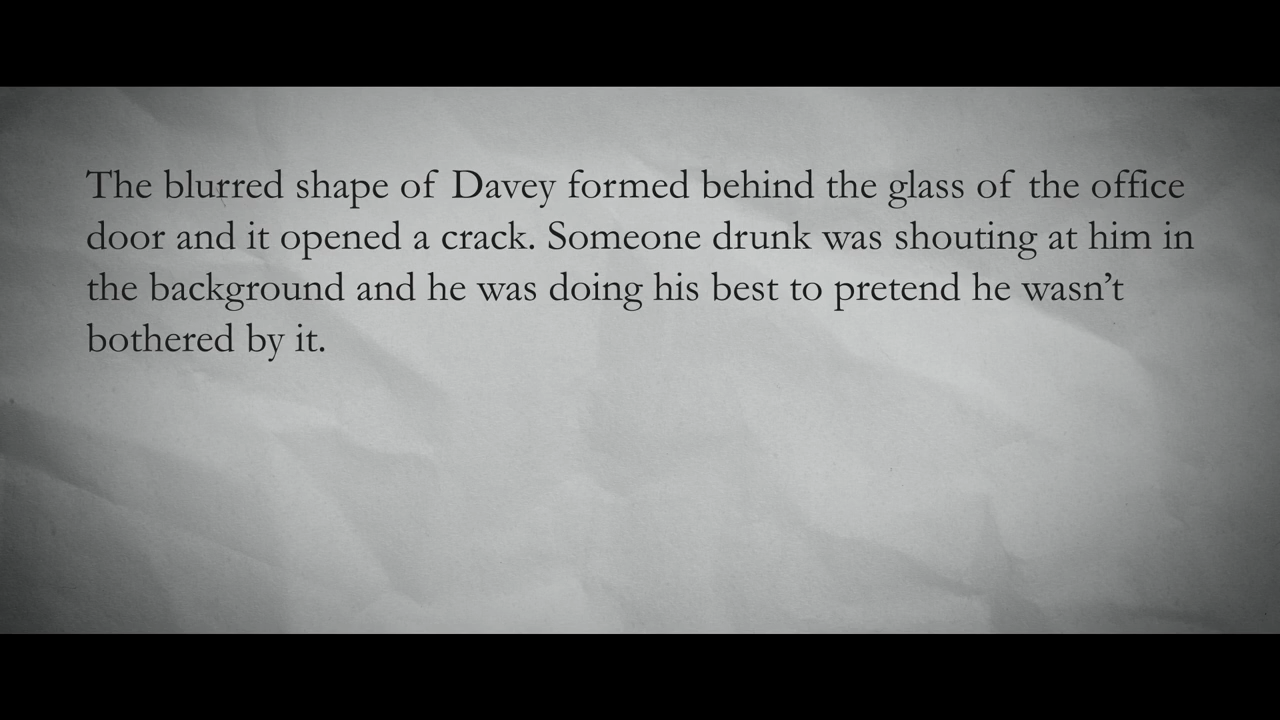 The blurred shape of Davey formed behind the glass of the office
door and it opened a crack. Someone drunk was shouting at him in
the background and he was doing his best to pretend he wasn’t
bothered by it.